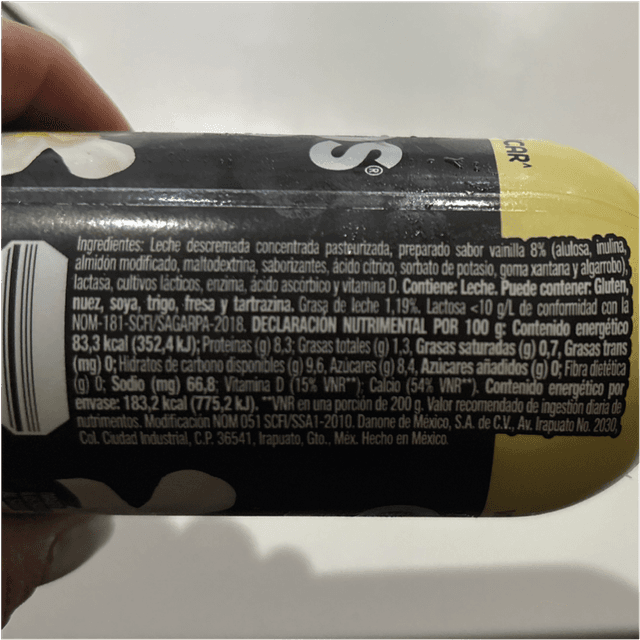 S®
CAR^
Ingredientes: Leche descremada concentrada pasteurizada, preparado sabor vainilla 8% (alulosa, inulina,
almidón modificado, maltodextrina, saborizantes, ácido cítrico, sorbato de potasio, goma xantana y algarrobo),
lactasa, cultivos lácticos, enzima, ácido ascórbico y vitamina D. Contiene: Leche. Puede contener: Gluten,
nuez, soya, trigo, fresa y tartrazina. Grasa de leche 1,19%. Lactosa <10 g/L de conformidad con la
NOM-181-SCFI/SAGARPA-2018. DECLARACIÓN NUTRIMENTAL POR 100 g: Contenido energético
83,3 kcal (352,4 kJ); Proteínas (g) 8,3; Grasas totales (g) 1,3, Grasas saturadas (g) 0,7, Grasas trans
(mg) 0; Hidratos de carbono disponibles (g) 9,6, Azúcares (g) 8,4, Azúcares añadidos (g) 0; Fibra dietética
(g) 0; Sodio (mg) 66,8; Vitamina D (15% VNR**); Calcio (54% VNR**). Contenido energético por
envase: 183,2 kcal (775,2 kJ). **VNR en una porción de 200 g. Valor recomendado de ingestión diaria de
nutrimentos. Modificación NOM 051 SCFI/SSA1-2010. Danone de México, S.A. de C.V., Av. Irapuato No. 2030,
Col. Ciudad Industrial, C.P. 36541, Irapuato, Gto., Méx. Hecho en México.